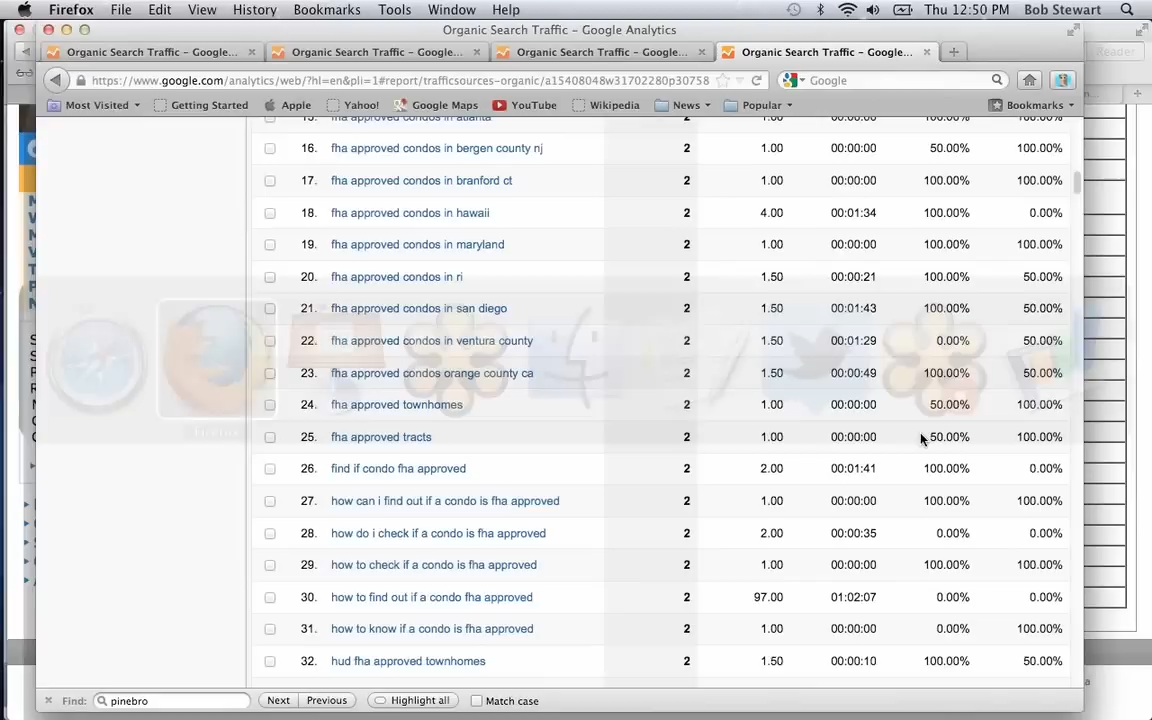 Firefox File Edit View History Bookmarks Tools Window Help Thu 12:50 PM Bob Stewart
Organic Search Traffic – Google Analytics
Organic Search Traffic – Google... Organic Search Traffic – Google... Organic Search Traffic – Google... Organic Search Traffic – Google... Reader
https://www.google.com/analytics/web/?hl=en&pli=1#report/trafficsources-organic/a15408048w31702280p30758 Google
Most Visited Getting Started Apple Yahoo! Google Maps YouTube Wikipedia News Popular Bookmarks
15. fha approved condos in atlanta 2 1.00 00:00:00 100.00% 100.00%
16. fha approved condos in bergen county nj 2 1.00 00:00:00 50.00% 100.00%
17. fha approved condos in branford ct 2 1.00 00:00:00 100.00% 100.00%
18. fha approved condos in hawaii 2 4.00 00:01:34 100.00% 0.00%
19. fha approved condos in maryland 2 1.00 00:00:00 100.00% 100.00%
20. fha approved condos in ri 2 1.50 00:00:21 100.00% 50.00%
21. fha approved condos in san diego 2 1.50 00:01:43 100.00% 50.00%
22. fha approved condos in ventura county 2 1.50 00:01:29 0.00% 50.00%
23. fha approved condos orange county ca 2 1.50 00:00:49 100.00% 50.00%
24. fha approved townhomes 2 1.00 00:00:00 50.00% 100.00%
Firefox
25. fha approved tracts 2 1.00 00:00:00 50.00% 100.00%
26. find if condo fha approved 2 2.00 00:01:41 100.00% 0.00%
27. how can i find out if a condo is fha approved 2 1.00 00:00:00 100.00% 100.00%
28. how do i check if a condo is fha approved 2 2.00 00:00:35 0.00% 0.00%
29. how to check if a condo is fha approved 2 1.00 00:00:00 100.00% 100.00%
30. how to find out if a condo fha approved 2 97.00 01:02:07 0.00% 0.00%
31. how to know if a condo is fha approved 2 1.00 00:00:00 0.00% 100.00%
32. hud fha approved townhomes 2 1.50 00:00:10 100.00% 50.00%
Find: pinebro Next Previous Highlight all Match case